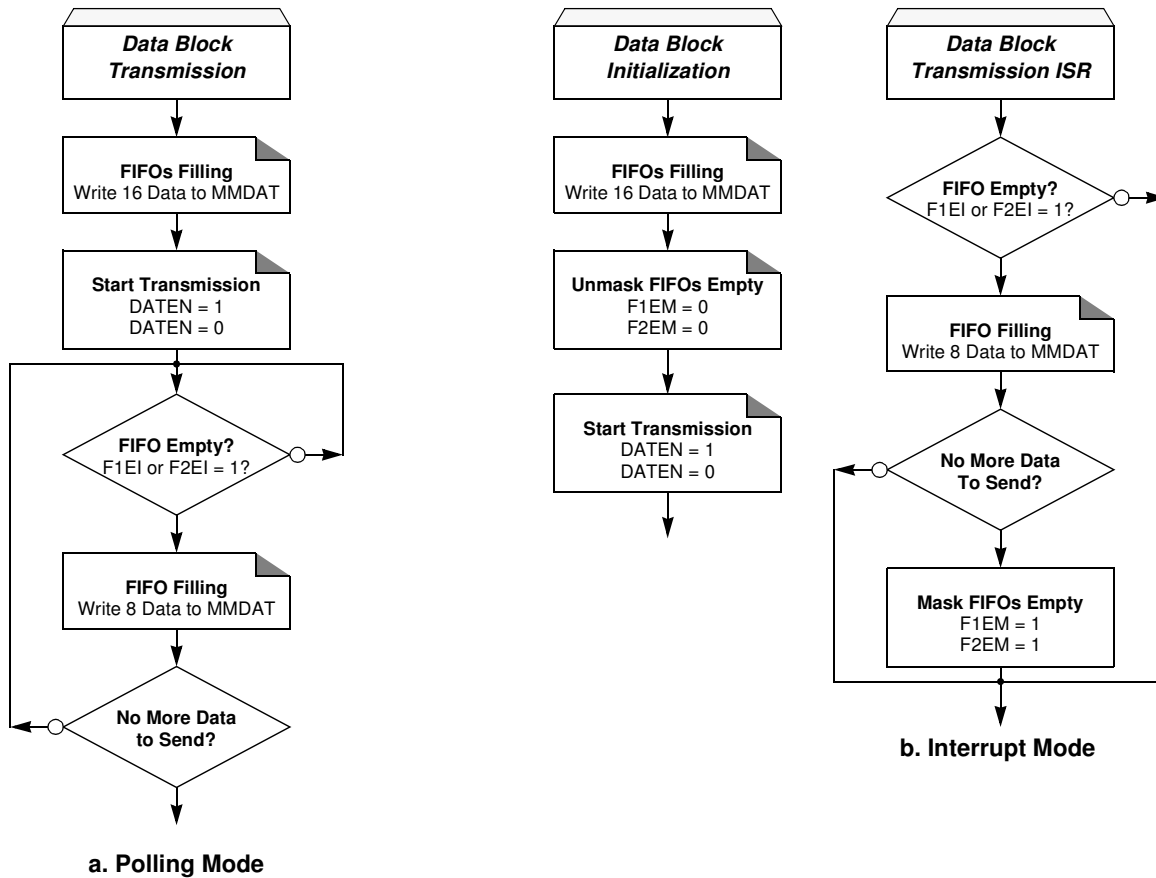 Data Block
Transmission
FIFOs Filling
Write 16 Data to MMDAT
Start Transmission
DATEN = 1
DATEN = 0
FIFO Empty?
F1EI or F2EI = 1?
FIFO Filling
Write 8 Data to MMDAT
No More Data
to Send?
a. Polling Mode
Data Block
Initialization
FIFOs Filling
Write 16 Data to MMDAT
Unmask FIFOs Empty
F1EM = 0
F2EM = 0
Start Transmission
DATEN = 1
DATEN = 0
Data Block
Transmission ISR
FIFO Empty?
F1EI or F2EI = 1?
FIFO Filling
Write 8 Data to MMDAT
No More Data
To Send?
Mask FIFOs Empty
F1EM = 1
F2EM = 1
b. Interrupt Mode